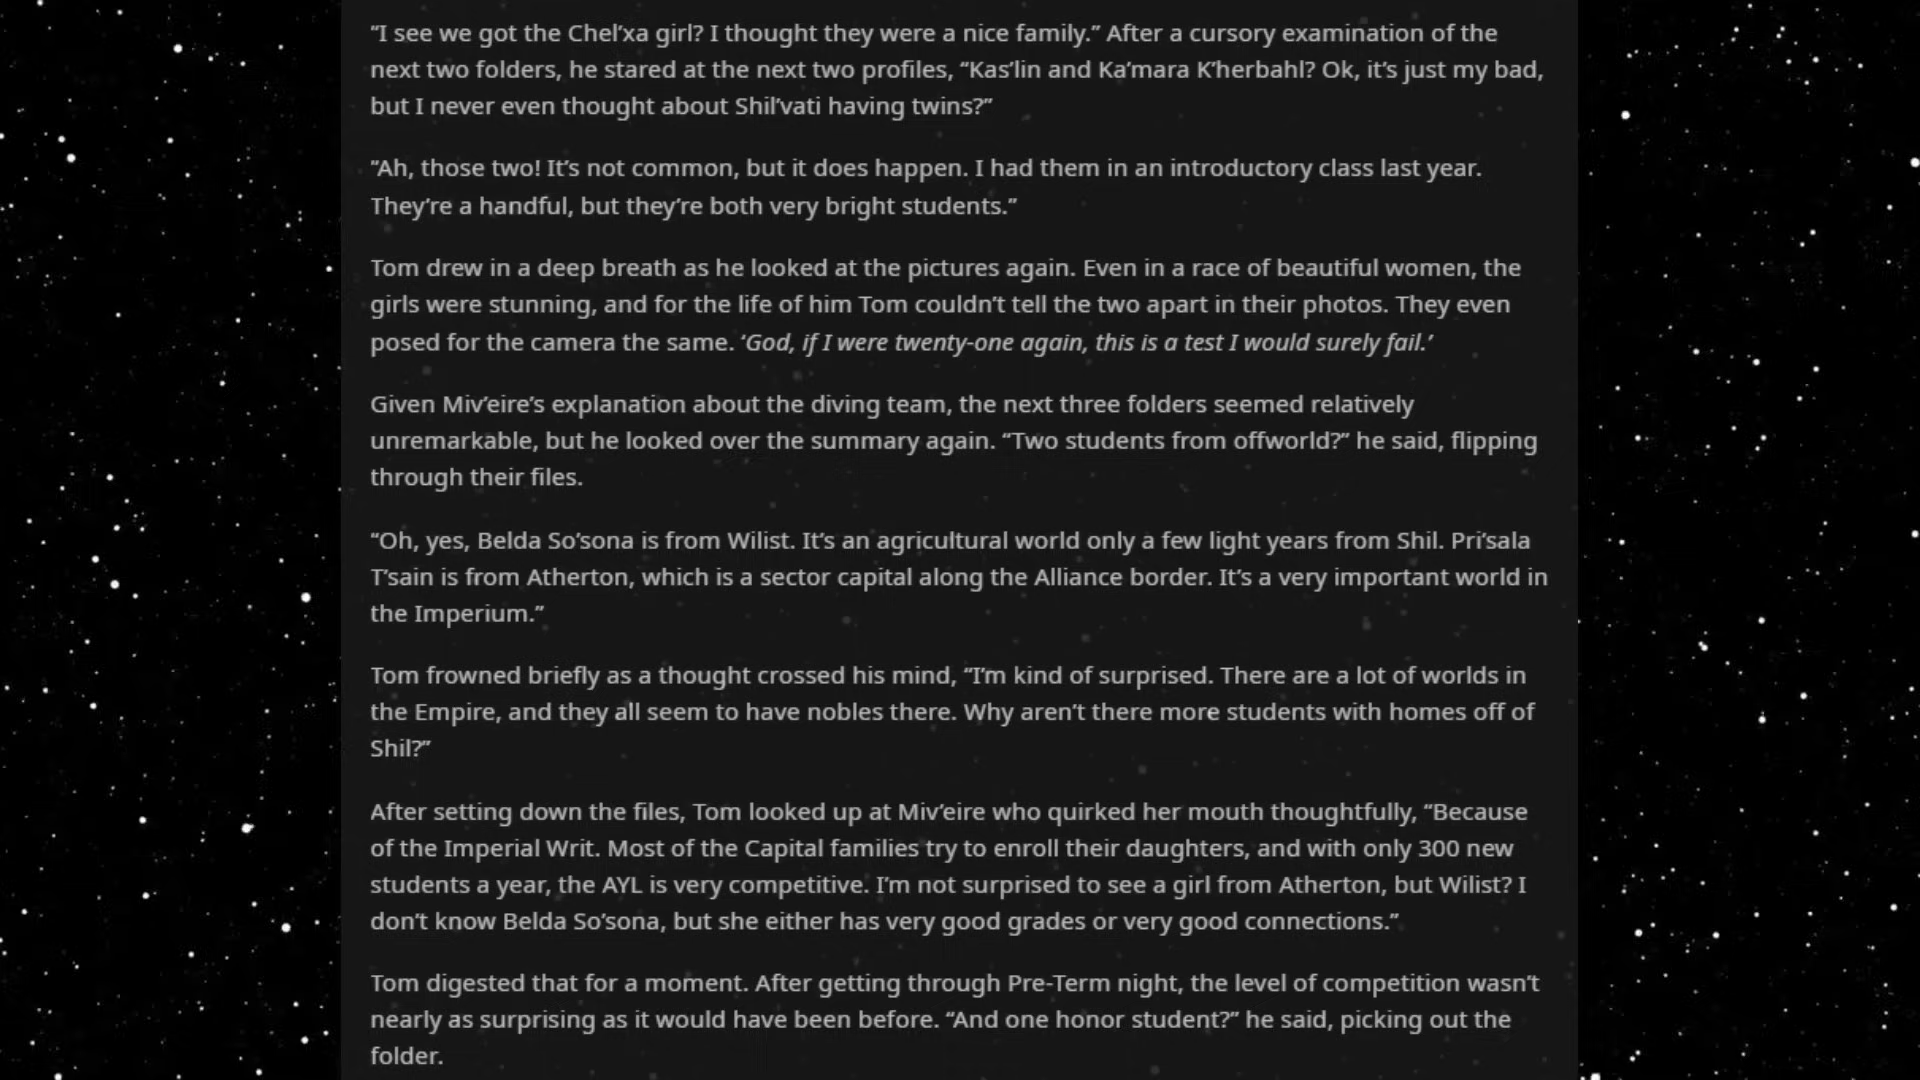 “I see we got the Chel’xa girl? I thought they were a nice family.” After a cursory examination of the
next two folders, he stared at the next two profiles, “Kas’lin and Ka’mara K’herbahl? Ok, it’s just my bad,
but I never even thought about Shil’vati having twins?”
“Ah, those two! It’s not common, but it does happen. I had them in an introductory class last year.
They’re a handful, but they’re both very bright students.”
Tom drew in a deep breath as he looked at the pictures again. Even in a race of beautiful women, the
girls were stunning, and for the life of him Tom couldn’t tell the two apart in their photos. They even
posed for the camera the same. ‘God, if I were twenty-one again, this is a test I would surely fail.’
Given Miv’eire’s explanation about the diving team, the next three folders seemed relatively
unremarkable, but he looked over the summary again. “Two students from offworld?” he said, flipping
through their files.
“Oh, yes, Belda So’sona is from Wilist. It’s an agricultural world only a few light years from Shil. Pri’sala
T’sain is from Atherton, which is a sector capital along the Alliance border. It’s a very important world in
the Imperium.”
Tom frowned briefly as a thought crossed his mind, “I’m kind of surprised. There are a lot of worlds in
the Empire, and they all seem to have nobles there. Why aren’t there more students with homes off of
Shil?”
After setting down the files, Tom looked up at Miv’eire who quirked her mouth thoughtfully, “Because
of the Imperial Writ. Most of the Capital families try to enroll their daughters, and with only 300 new
students a year, the AYL is very competitive. I’m not surprised to see a girl from Atherton, but Wilist? I
don’t know Belda So’sona, but she either has very good grades or very good connections.”
Tom digested that for a moment. After getting through Pre-Term night, the level of competition wasn’t
nearly as surprising as it would have been before. “And one honor student?” he said, picking out the
folder.